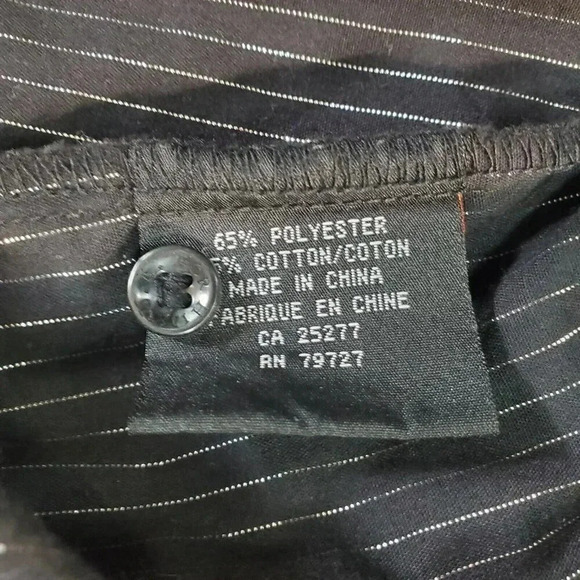 65% POLYESTER
5% COTTON/COTON
MADE IN CHINA
FABRIQUE EN CHINE
CA 25277
RN 79727